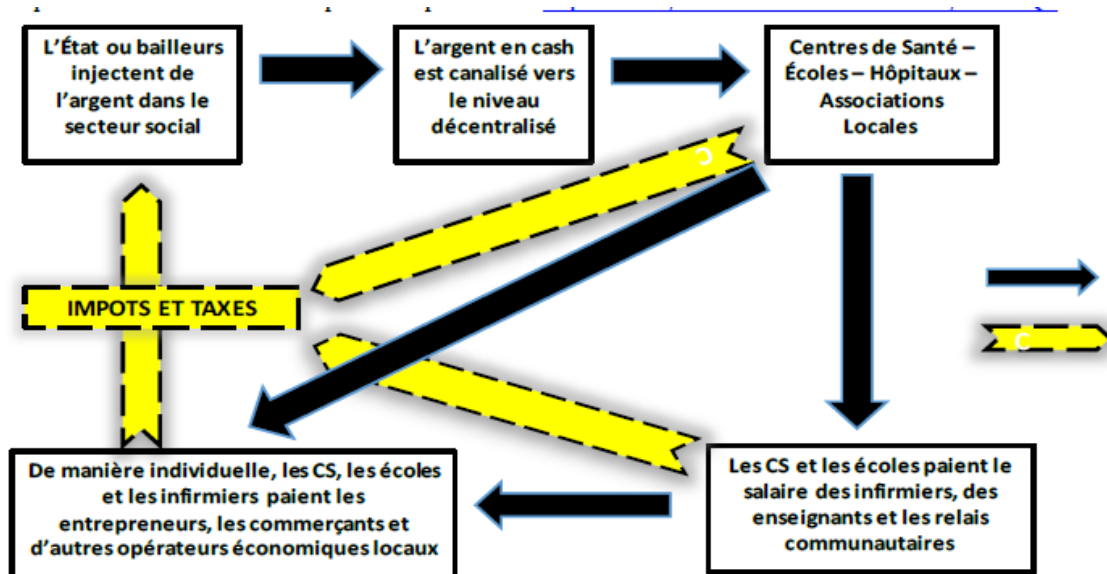 L'État ou bailleurs
injectent de
l'argent dans le
secteur social
L'argent en cash
est canalisé vers
le niveau
décentralisé
Centres de Santé –
Écoles – Hôpitaux –
Associations
Locales
C
IMPOTS ET TAXES
C
De manière individuelle, les CS, les écoles
et les infirmiers paient les
entrepreneurs, les commerçants et
d'autres opérateurs économiques locaux
Les CS et les écoles paient le
salaire des infirmiers, des
enseignants et les relais
communautaires